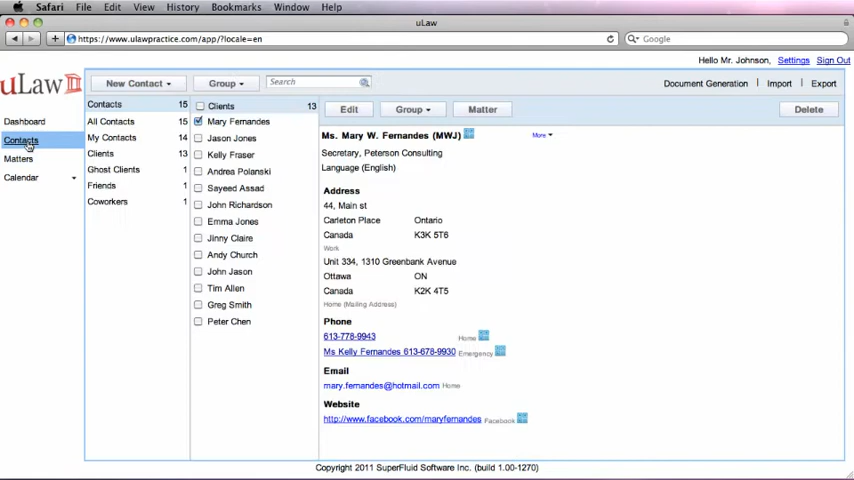 Safari File Edit View History Bookmarks Window Help
uLaw
https://www.ulawpractice.com/app/?locale=en
Google
Hello Mr. Johnson, Settings Sign Out
uLaw
New Contact Group Search Document Generation Import Export
Dashboard
Contacts
Matters
Calendar
Contacts 15
All Contacts 15
My Contacts 14
Clients 13
Ghost Clients 1
Friends 1
Coworkers 1
Clients 13
Mary Fernandes
Jason Jones
Kelly Fraser
Andrea Polanski
Sayeed Assad
John Richardson
Emma Jones
Jinny Claire
Andy Church
John Jason
Tim Allen
Greg Smith
Peter Chen
Edit Group Matter Delete
Ms. Mary W. Fernandes (MWJ) More
Secretary, Peterson Consulting
Language (English)
Address
44, Main st
Carleton Place Ontario
Canada K3K 5T6
Work
Unit 334, 1310 Greenbank Avenue
Ottawa ON
Canada K2K 4T5
Home (Mailing Address)
Phone
613-778-9943 Home
Ms Kelly Fernandes 613-678-9930 Emergency
Email
mary.fernandes@hotmail.com Home
Website
http://www.facebook.com/maryfernandes Facebook
Copyright 2011 SuperFluid Software Inc. (build 1.00-1270)